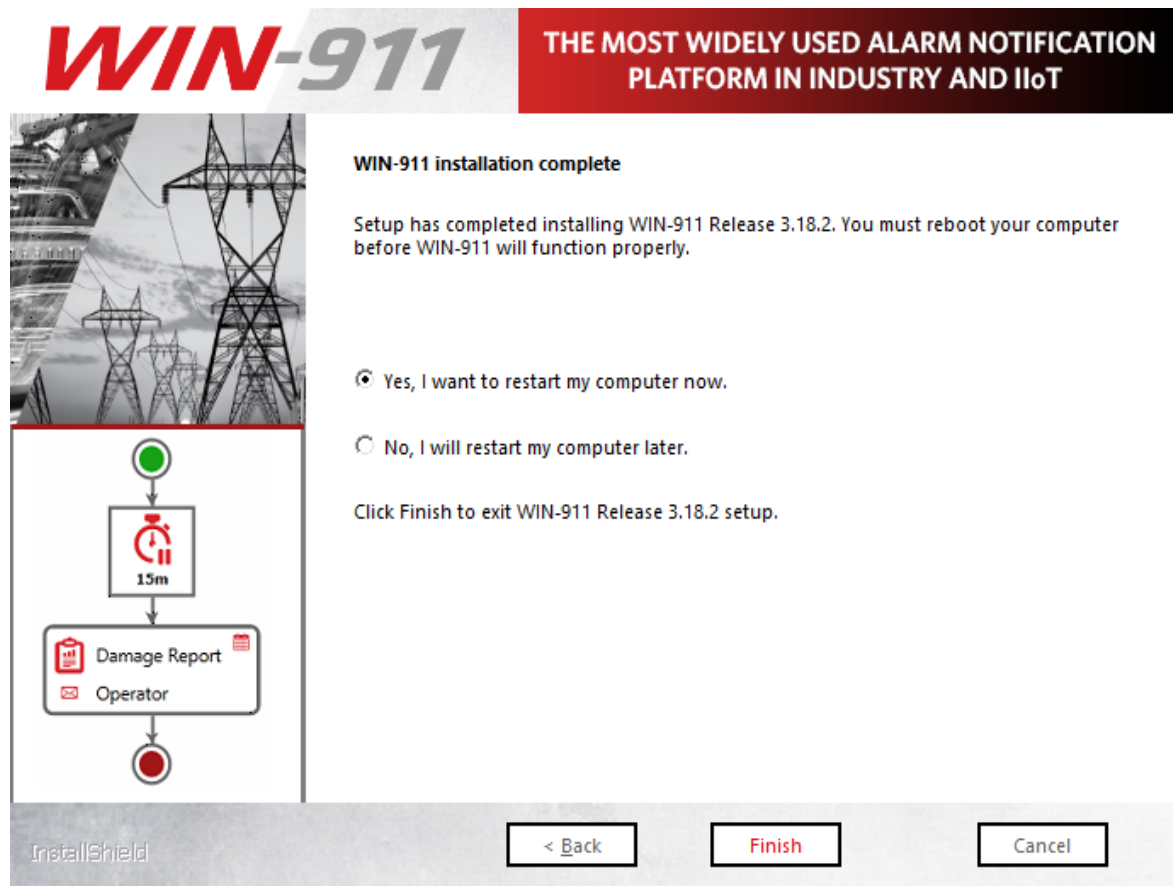 WIN-911
THE MOST WIDELY USED ALARM NOTIFICATION
PLATFORM IN INDUSTRY AND IIoT
WIN-911 installation complete
Setup has completed installing WIN-911 Release 3.18.2. You must reboot your computer
before WIN-911 will function properly.
Yes, I want to restart my computer now.
No, I will restart my computer later.
Click Finish to exit WIN-911 Release 3.18.2 setup.
15m
Damage Report
Operator
InstallShield
< Back
Finish
Cancel